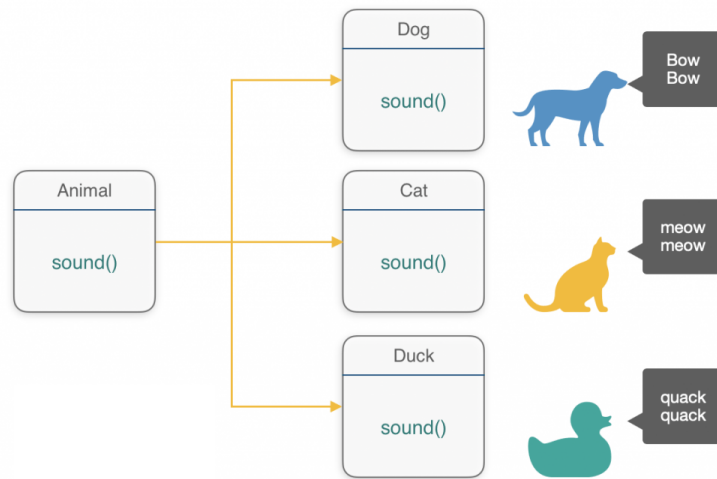 Dog
sound()
Bow
Bow
Animal
sound()
Cat
sound()
meow
meow
Duck
sound()
quack
quack